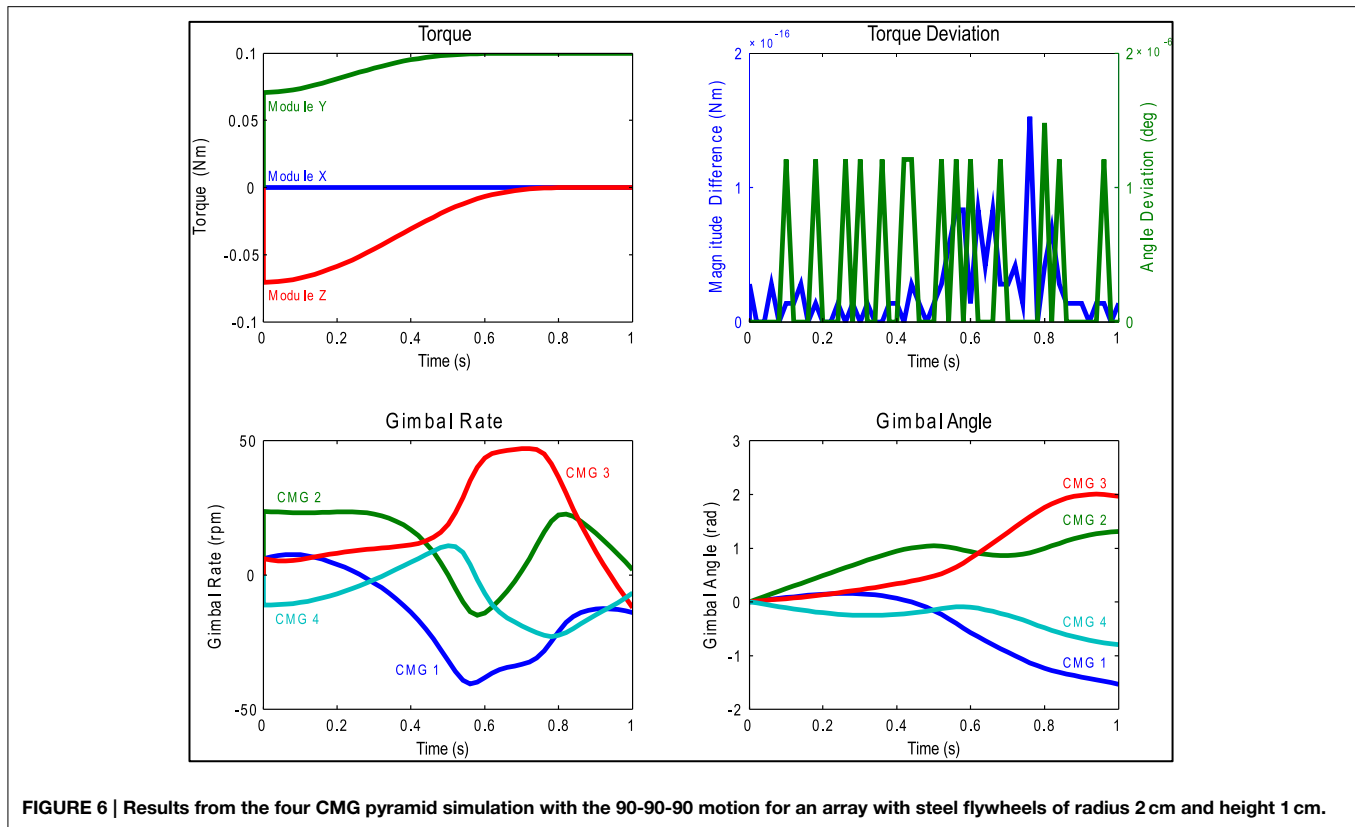 Torque
0.1
0.05
0
-0.05
-0.1
Torque (Nm)
Module Y
Module X
Module Z
0 0.2 0.4 0.6 0.8 1
Time (s)
Torque Deviation
2 × 10 -16
1
0
Magnitude Difference (Nm)
2 × 10 -6
1
0
Angle Deviation (deg)
0 0.2 0.4 0.6 0.8 1
Time (s)
Gimbal Rate
50
0
-50
Gimbal Rate (rpm)
CMG 3
CMG 2
CMG 4
CMG 1
0 0.2 0.4 0.6 0.8 1
Time (s)
Gimbal Angle
3
2
1
0
-1
-2
Gimbal Angle (rad)
CMG 3
CMG 2
CMG 4
CMG 1
0 0.2 0.4 0.6 0.8 1
Time (s)
FIGURE 6 | Results from the four CMG pyramid simulation with the 90-90-90 motion for an array with steel flywheels of radius 2 cm and height 1 cm.